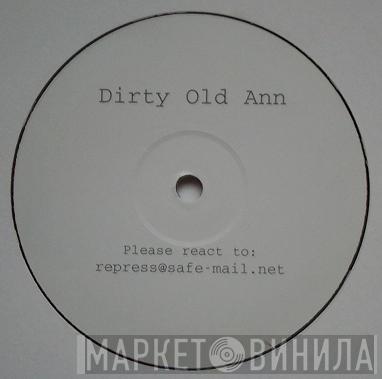 Dirty Old Ann
Please react to:
repress@safe-mail.net
МАРКЕТ ВИНИЛА